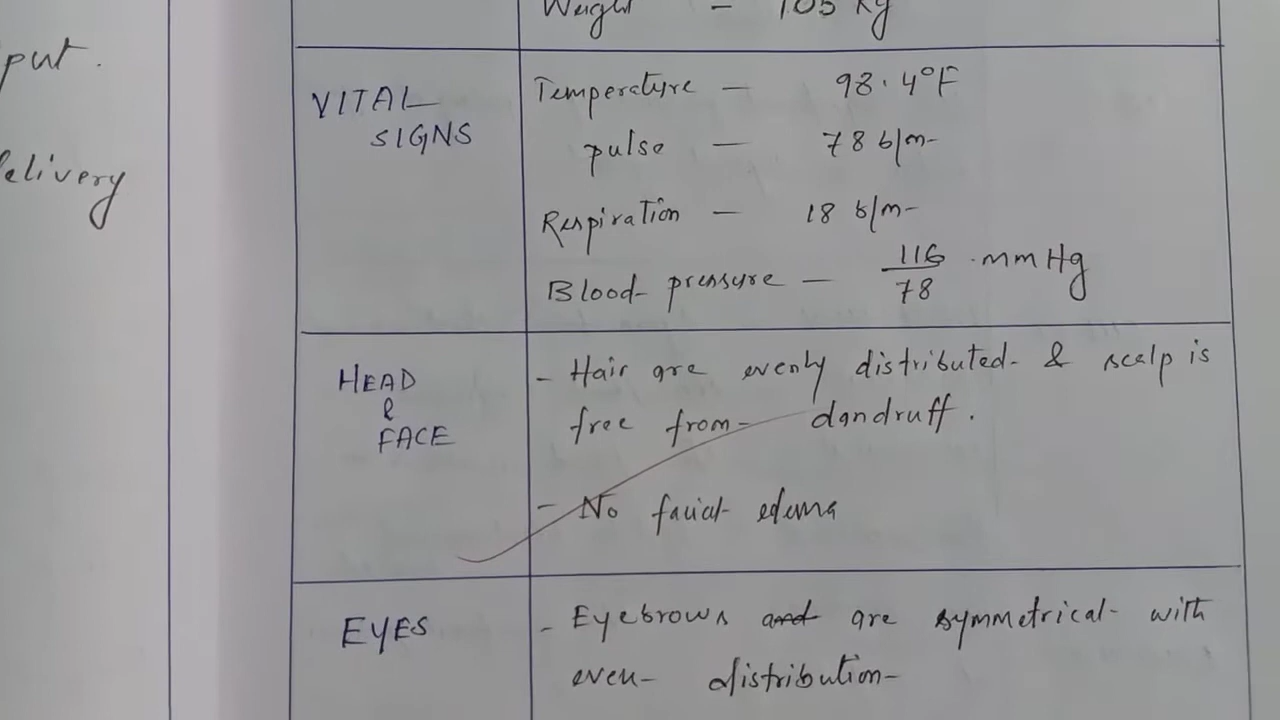 put.
elivery
Weight - 105 kg
VITAL
SIGNS
Temperature - 98.4°F
pulse - 78 b/m
Respiration - 18 b/m
Blood pressure - 116/78 mmHg
HEAD
&
FACE
- Hair are evenly distributed & scalp is
free from dandruff.
- No facial edema
EYES
- Eyebrows and are symmetrical with
even distribution